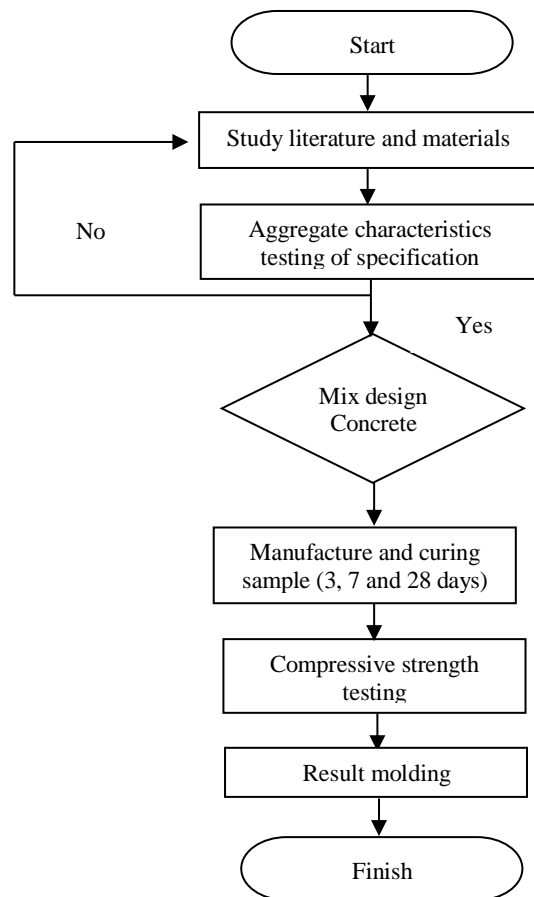 Start
Study literature and materials
No
Aggregate characteristics
testing of specification
Yes
Mix design
Concrete
Manufacture and curing
sample (3, 7 and 28 days)
Compressive strength
testing
Result molding
Finish